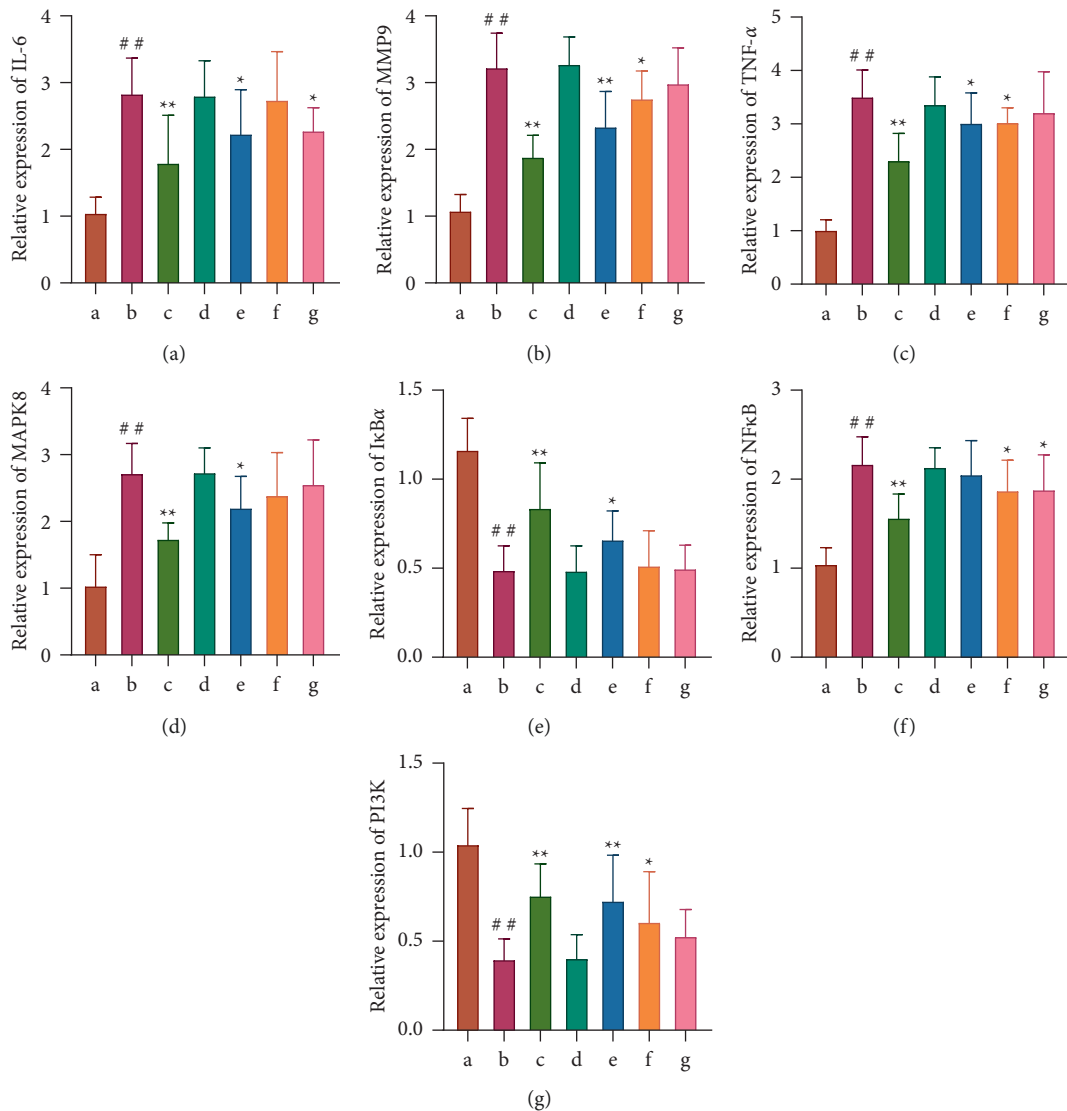 Relative expression of IL-6
4
3
2
1
0
# #
**
*
*
a b c d e f g
(a)
Relative expression of MMP9
4
3
2
1
0
# #
**
**
*
a b c d e f g
(b)
Relative expression of TNF-α
5
4
3
2
1
0
# #
**
*
*
a b c d e f g
(c)
Relative expression of MAPK8
4
3
2
1
0
# #
**
*
a b c d e f g
(d)
Relative expression of IκBα
1.5
1.0
0.5
0.0
# #
**
*
a b c d e f g
(e)
Relative expression of NFκB
3
2
1
0
# #
**
*
*
a b c d e f g
(f)
Relative expression of PI3K
1.5
1.0
0.5
0.0
# #
**
**
*
a b c d e f g
(g)